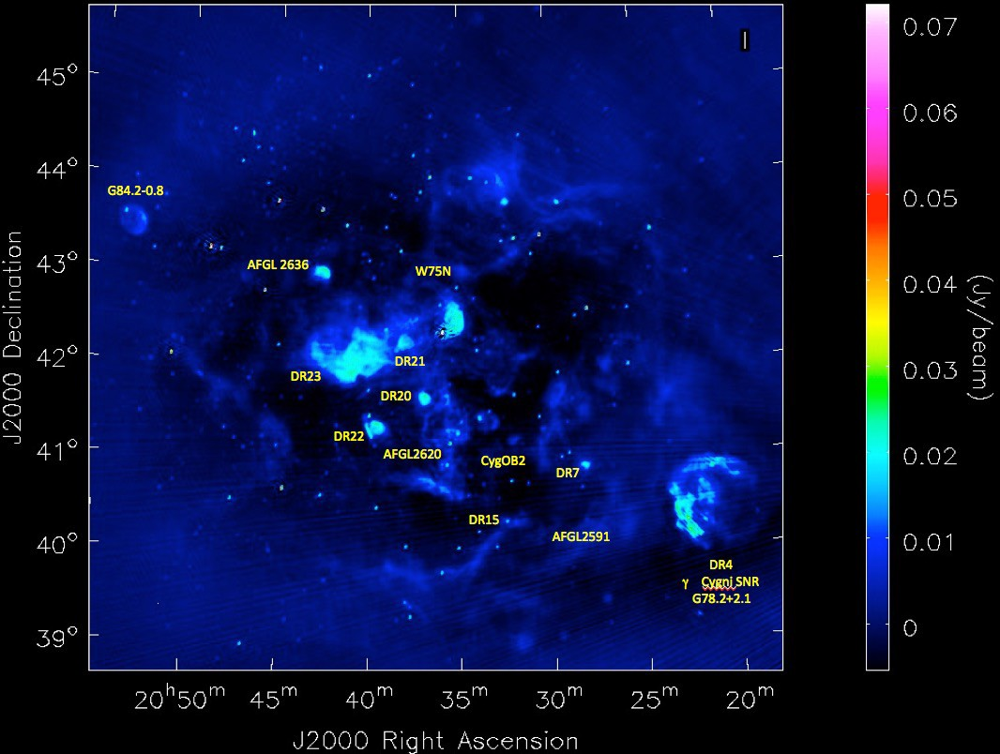 I
45°
44°
43°
42°
41°
40°
39°
J2000 Declination
G84.2-0.8
AFGL 2636
W75N
DR21
DR23
DR20
DR22
AFGL2620
CygOB2
DR7
DR15
AFGL2591
DR4
γ Cygni SNR
G78.2+2.1
20ʰ50ᵐ 45ᵐ 40ᵐ 35ᵐ 30ᵐ 25ᵐ 20ᵐ
J2000 Right Ascension
0.07
0.06
0.05
0.04
0.03
0.02
0.01
0
(Jy/beam)